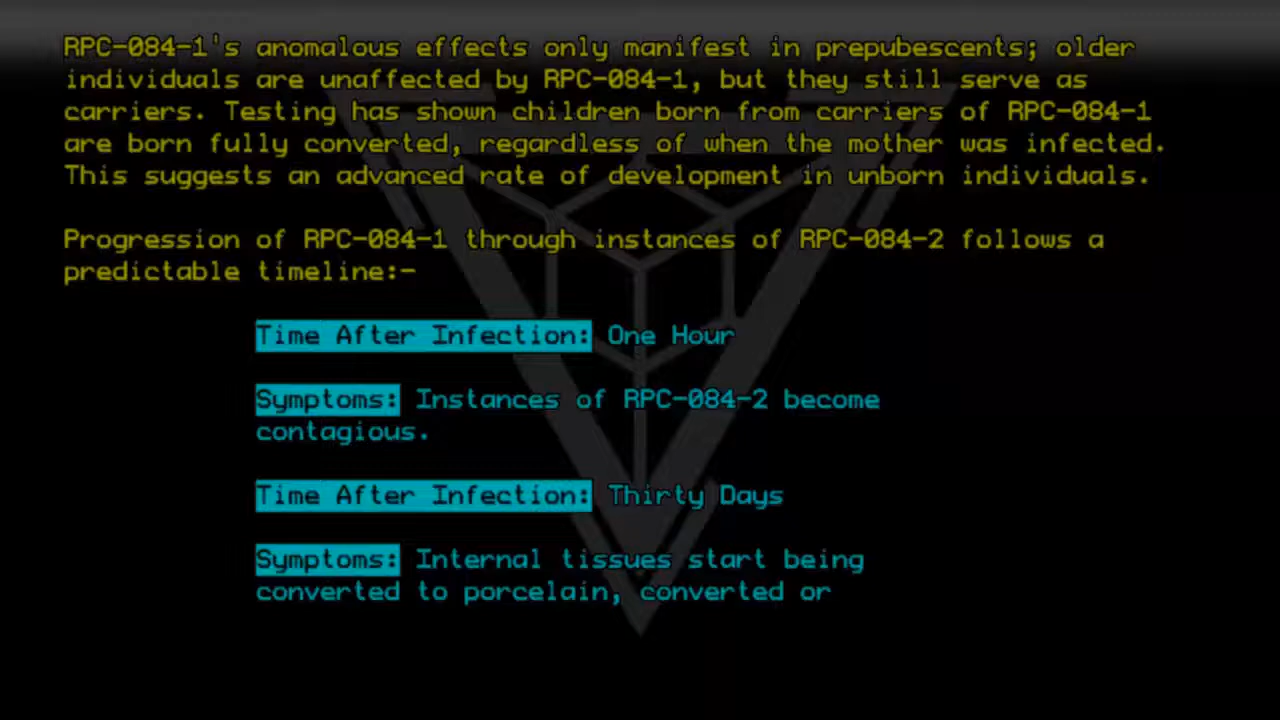 RPC-084-1's anomalous effects only manifest in prepubescents; older
individuals are unaffected by RPC-084-1, but they still serve as
carriers. Testing has shown children born from carriers of RPC-084-1
are born fully converted, regardless of when the mother was infected.
This suggests an advanced rate of development in unborn individuals.
Progression of RPC-084-1 through instances of RPC-084-2 follows a
predictable timeline:-
Time After Infection: One Hour
Symptoms: Instances of RPC-084-2 become
contagious.
Time After Infection: Thirty Days
Symptoms: Internal tissues start being
converted to porcelain, converted or